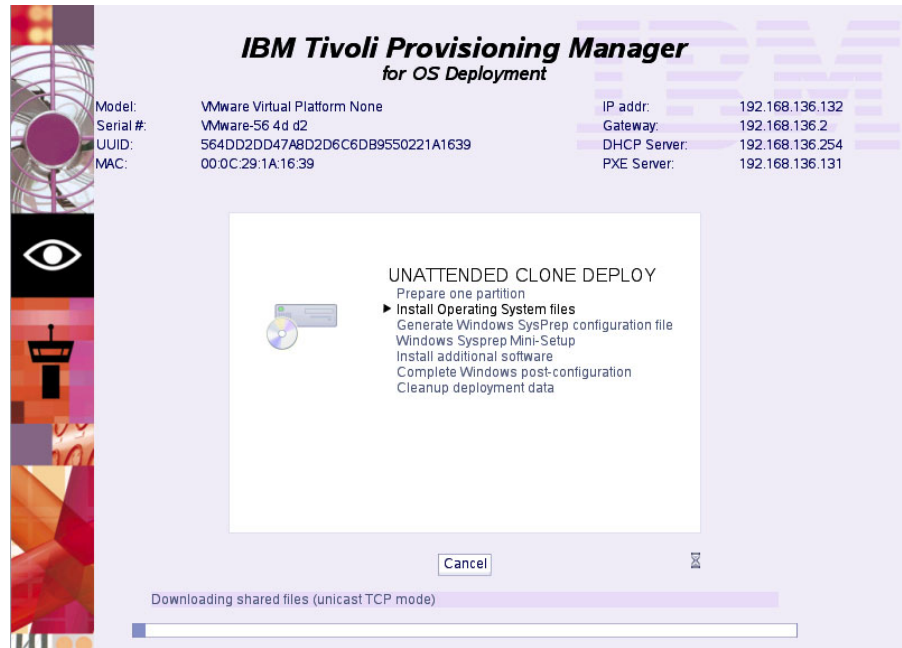 IBM Tivoli Provisioning Manager
for OS Deployment
Model: VMware Virtual Platform None IP addr: 192.168.136.132
Serial #: VMware-56 4d d2 Gateway: 192.168.136.2
UUID: 564DD2DD47A8D2D6C6DB9550221A1639 DHCP Server: 192.168.136.254
MAC: 00:0C:29:1A:16:39 PXE Server: 192.168.136.131
UNATTENDED CLONE DEPLOY
Prepare one partition
Install Operating System files
Generate Windows SysPrep configuration file
Windows Sysprep Mini-Setup
Install additional software
Complete Windows post-configuration
Cleanup deployment data
Cancel
Downloading shared files (unicast TCP mode)